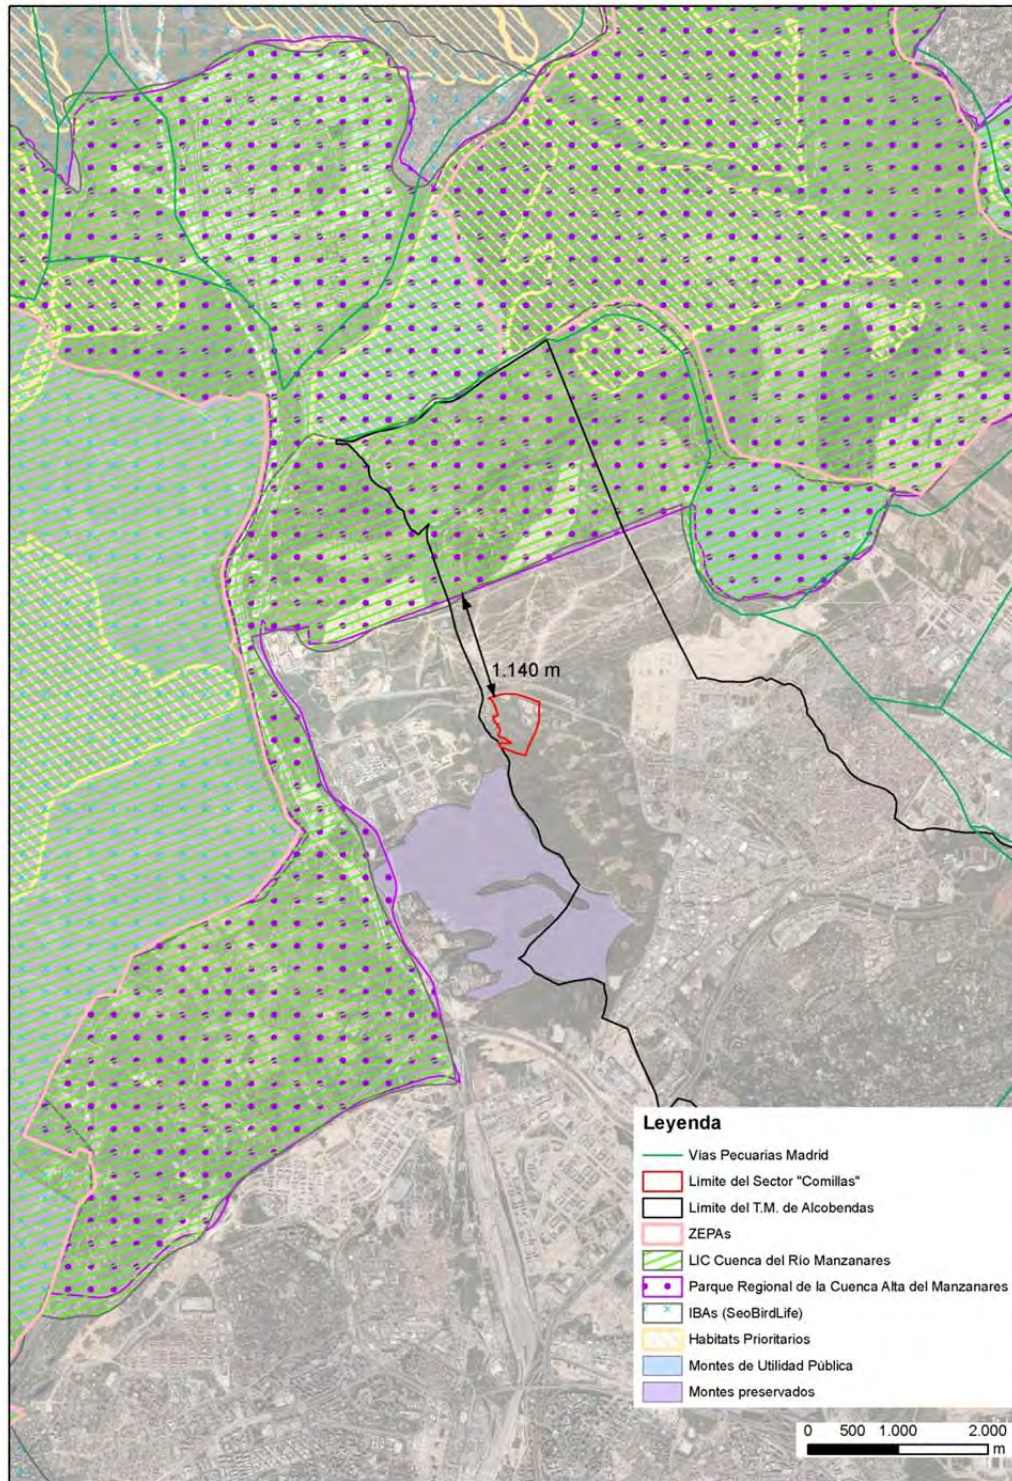 1.140 m
Leyenda
Vías Pecuarias Madrid
Límite del Sector "Comillas"
Límite del T.M. de Alcobendas
ZEPAs
LIC Cuenca del Río Manzanares
Parque Regional de la Cuenca Alta del Manzanares
IBAs (SeoBirdLife)
Habitats Prioritarios
Montes de Utilidad Pública
Montes preservados
0 500 1.000 2.000
m